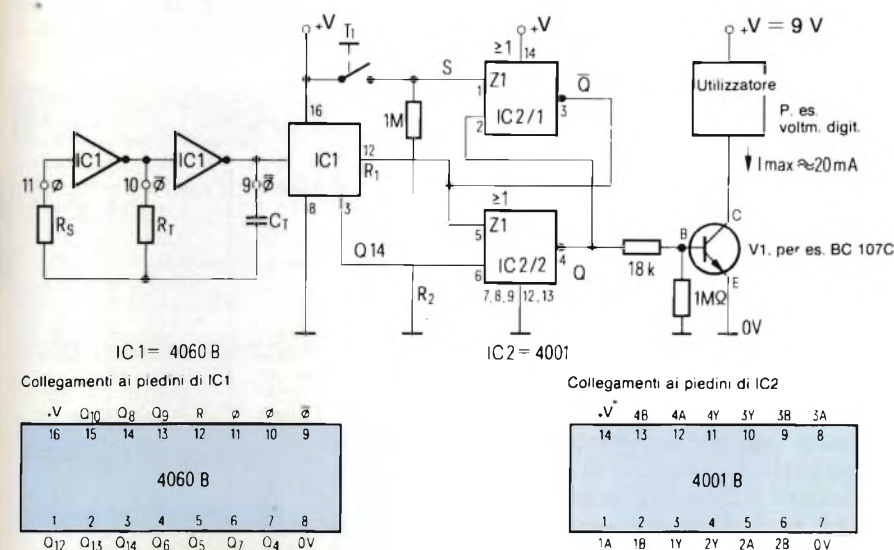 +V
T1
+V
+V = 9 V
≥1
14
S
1
Z1
Q̅
Utilizzatore
16
IC2/1
3
P. es.
voltm. digit.
1M
2
IC1
IC1
IC1
12
R1
I max ≈20 mA
11
ø
10
ø̅
9
ø̅
≥1
8
3
5
Z1
C
RS
RT
CT
B
V1. per es. BC 107C
Q 14
IC2/2
4
6
Q
18 k
E
R2
7, 8, 9
12, 13
1MΩ
0V
IC 1 = 4060 B
IC 2 = 4001
Collegamenti ai piedini di IC1
Collegamenti ai piedini di IC2
+V Q10 Q8 Q9 R ø ø ø̅
16 15 14 13 12 11 10 9
4060 B
1 2 3 4 5 6 7 8
Q12 Q13 Q14 Q6 Q5 Q7 Q4 0V
+V 4B 4A 4Y 3Y 3B 3A
14 13 12 11 10 9 8
4001 B
1 2 3 4 5 6 7
1A 1B 1Y 2Y 2A 2B 0V